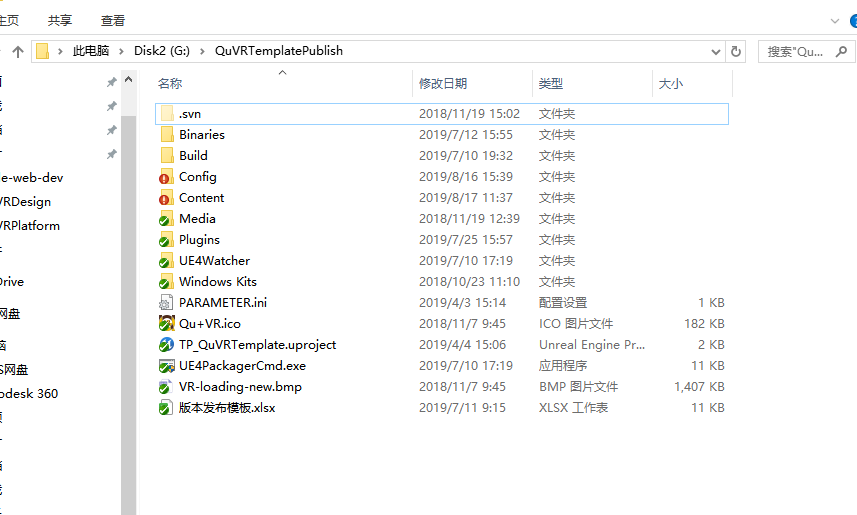 主页 共享 查看
此电脑 Disk2 (G:) QuVRTemplatePublish 搜索"Qu...
名称 修改日期 类型 大小
.svn 2018/11/19 15:02 文件夹
Binaries 2019/7/12 15:55 文件夹
Build 2019/7/10 19:32 文件夹
Config 2019/8/16 15:39 文件夹
Content 2019/8/17 11:37 文件夹
Media 2018/11/19 12:39 文件夹
Plugins 2019/7/25 15:57 文件夹
UE4Watcher 2019/7/10 17:19 文件夹
Windows Kits 2018/10/23 11:10 文件夹
PARAMETER.ini 2019/4/3 15:14 配置设置 1 KB
Qu+VR.ico 2018/11/7 9:45 ICO 图片文件 182 KB
TP_QuVRTemplate.uproject 2019/4/4 15:06 Unreal Engine Pr... 2 KB
UE4PackagerCmd.exe 2019/7/10 17:19 应用程序 11 KB
VR-loading-new.bmp 2018/11/7 9:45 BMP 图片文件 1,407 KB
版本发布模板.xlsx 2019/7/11 9:15 XLSX 工作表 11 KB
e-web-dev
VRDesign
VRPlatform
Drive
网盘
S网盘
odesk 360